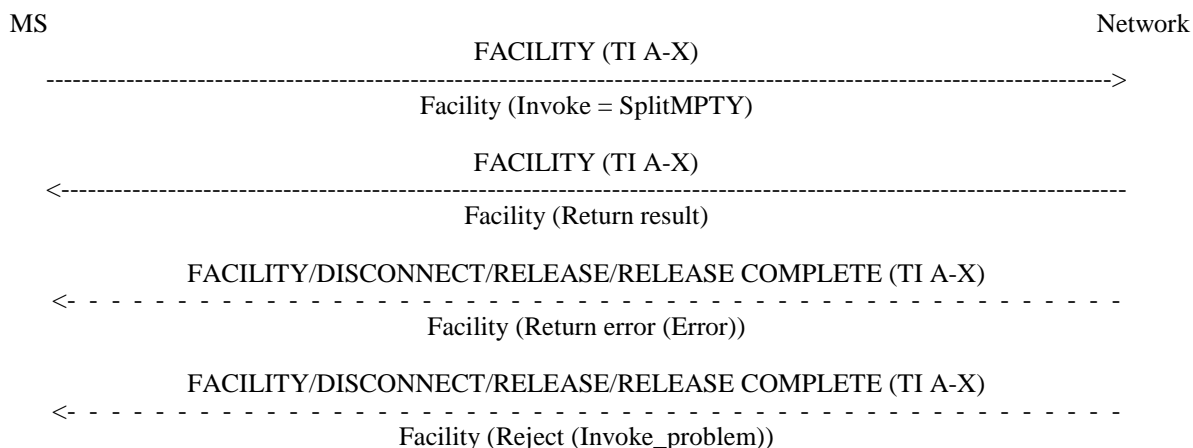 MS Network
FACILITY (TI A-X)
Facility (Invoke = SplitMPTY)
FACILITY (TI A-X)
Facility (Return result)
FACILITY/DISCONNECT/RELEASE/RELEASE COMPLETE (TI A-X)
Facility (Return error (Error))
FACILITY/DISCONNECT/RELEASE/RELEASE COMPLETE (TI A-X)
Facility (Reject (Invoke_problem))